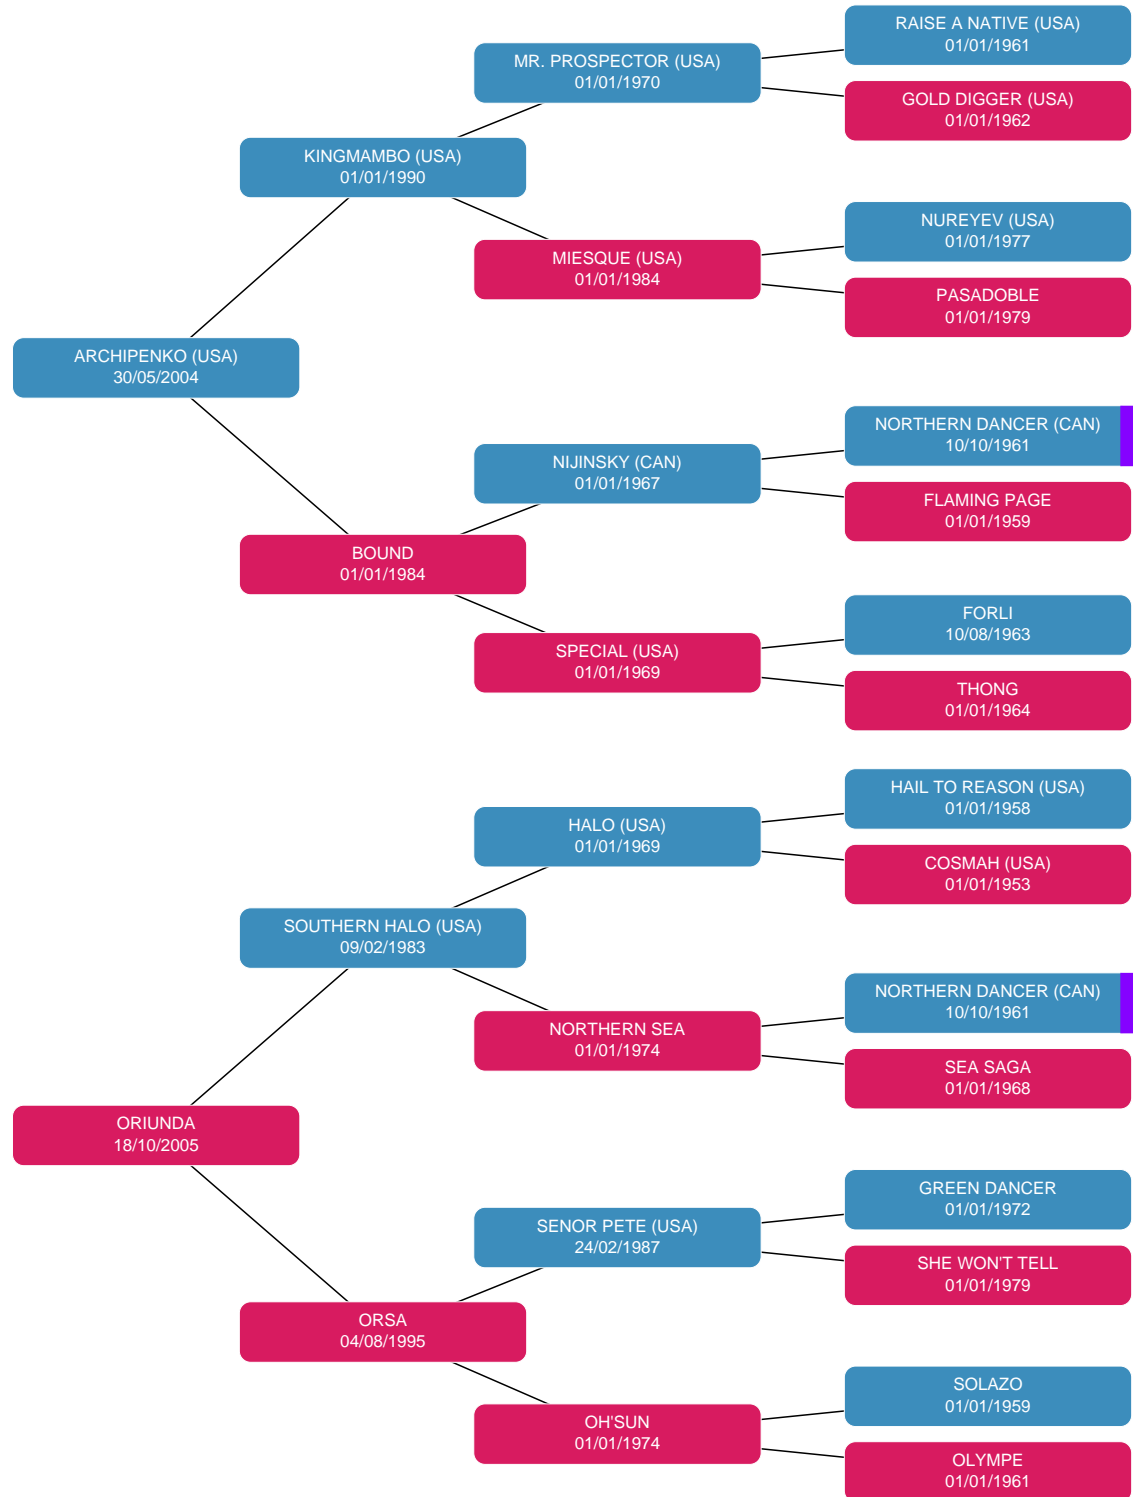 RAISE A NATIVE (USA)
01/01/1961
MR. PROSPECTOR (USA)
01/01/1970
GOLD DIGGER (USA)
01/01/1962
KINGMAMBO (USA)
01/01/1990
NUREYEV (USA)
01/01/1977
MIESQUE (USA)
01/01/1984
PASADOBLE
01/01/1979
ARCHIPENKO (USA)
30/05/2004
NORTHERN DANCER (CAN)
10/10/1961
NIJINSKY (CAN)
01/01/1967
FLAMING PAGE
01/01/1959
BOUND
01/01/1984
FORLI
10/08/1963
SPECIAL (USA)
01/01/1969
THONG
01/01/1964
HAIL TO REASON (USA)
01/01/1958
HALO (USA)
01/01/1969
COSMAH (USA)
01/01/1953
SOUTHERN HALO (USA)
09/02/1983
NORTHERN DANCER (CAN)
10/10/1961
NORTHERN SEA
01/01/1974
SEA SAGA
01/01/1968
ORIUNDA
18/10/2005
GREEN DANCER
01/01/1972
SENOR PETE (USA)
24/02/1987
SHE WON'T TELL
01/01/1979
ORSA
04/08/1995
SOLAZO
01/01/1959
OH'SUN
01/01/1974
OLYMPE
01/01/1961